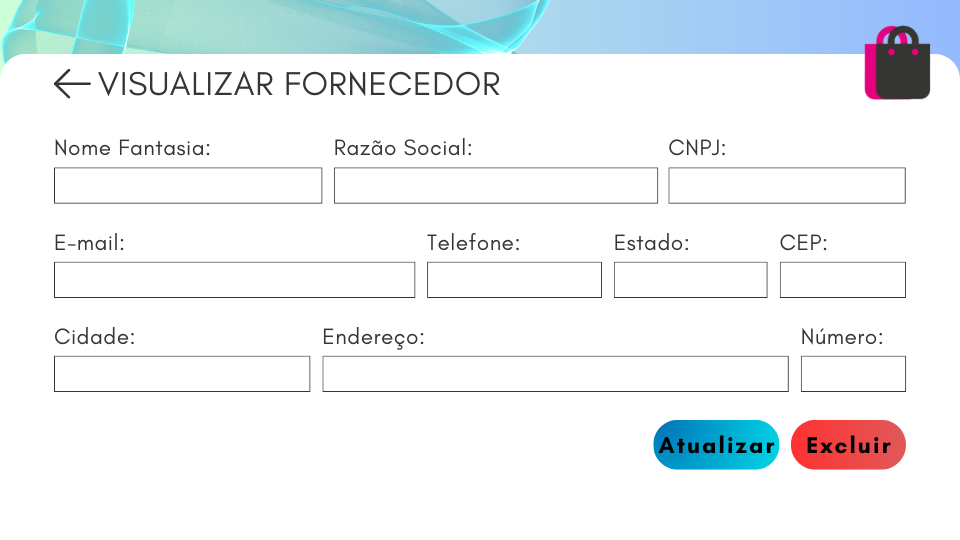 VISUALIZAR FORNECEDOR
Nome Fantasia: Razão Social: CNPJ:
E-mail: Telefone: Estado: CEP:
Cidade: Endereço: Número:
Atualizar Excluir